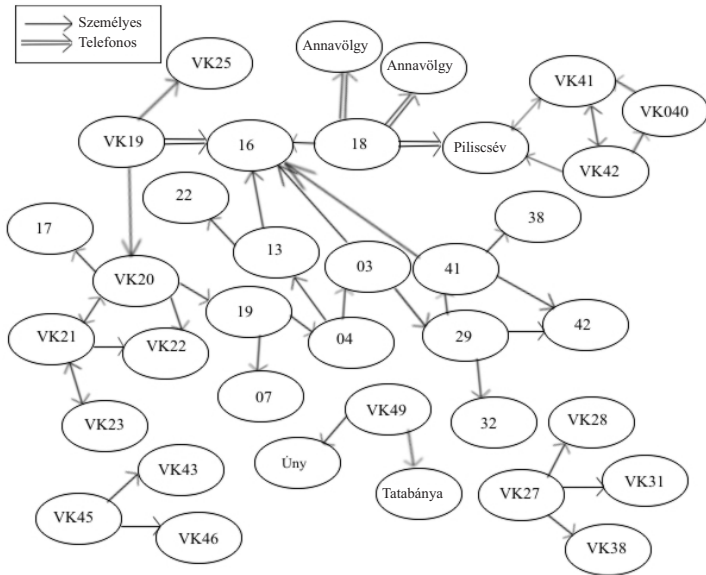 Személyes
Telefonos
VK25
Annavölgy
Annavölgy
VK41
VK040
VK19
16
18
Piliscsév
VK42
22
38
17
13
03
41
VK20
19
04
29
42
VK21
VK22
07
VK49
32
VK28
VK23
Úny
Tatabánya
VK43
VK27
VK31
VK45
VK46
VK38